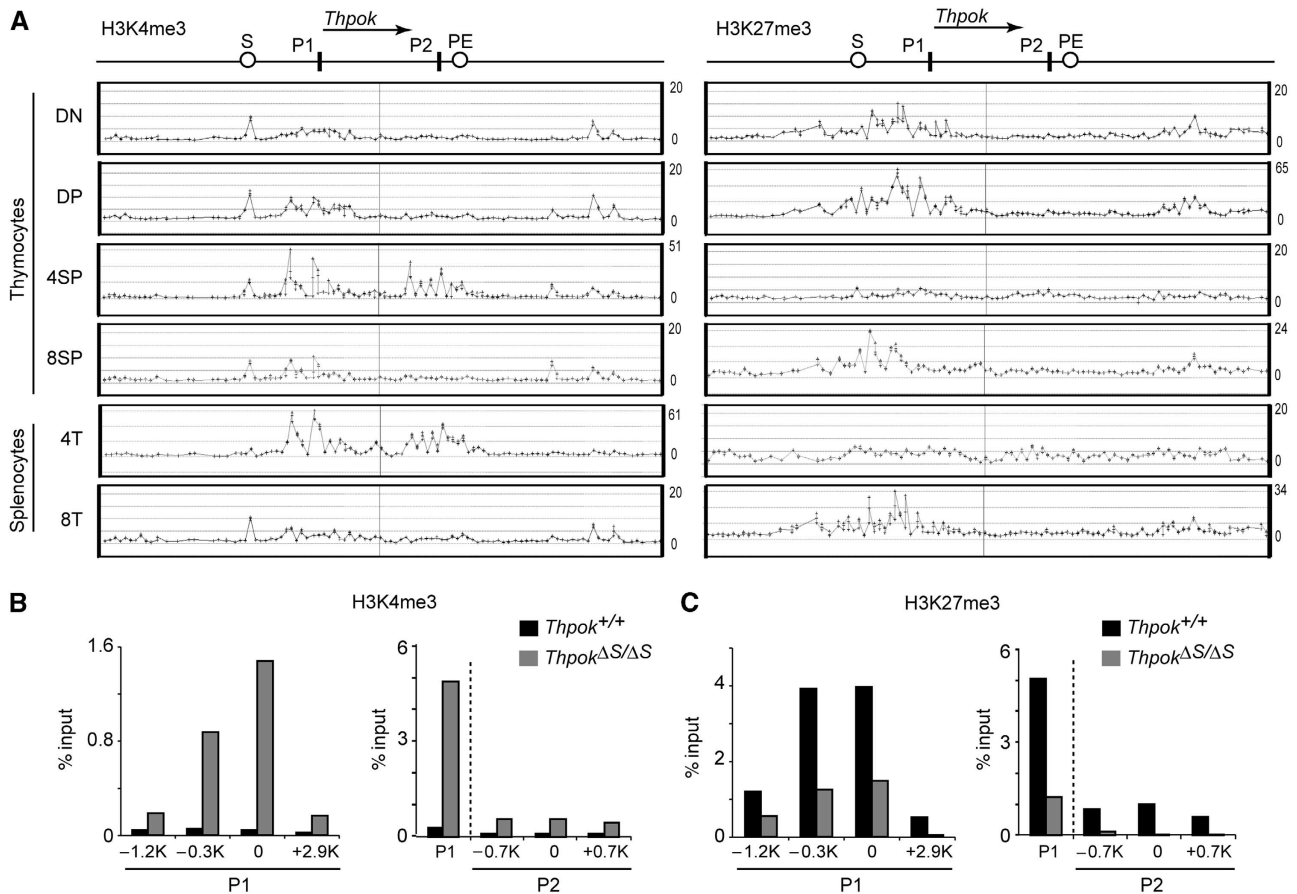 A
H3K4me3
Thpok
S
P1
P2
PE
H3K27me3
Thpok
S
P1
P2
PE
Thymocytes
Splenocytes
DN
20
0
20
0
DP
20
0
65
0
4SP
51
0
20
0
8SP
20
0
24
0
4T
61
0
20
0
8T
20
0
34
0
B
H3K4me3
Thpok+/+
ThpokΔS/ΔS
% input
1.6
0.8
0
−1.2K −0.3K 0 +2.9K
P1
% input
6
3
0
P1 −0.7K 0 +0.7K
P2
C
H3K27me3
Thpok+/+
ThpokΔS/ΔS
% input
4
2
1
0
−1.2K −0.3K 0 +2.9K
P1
% input
6
3
0
P1 −0.7K 0 +0.7K
P2